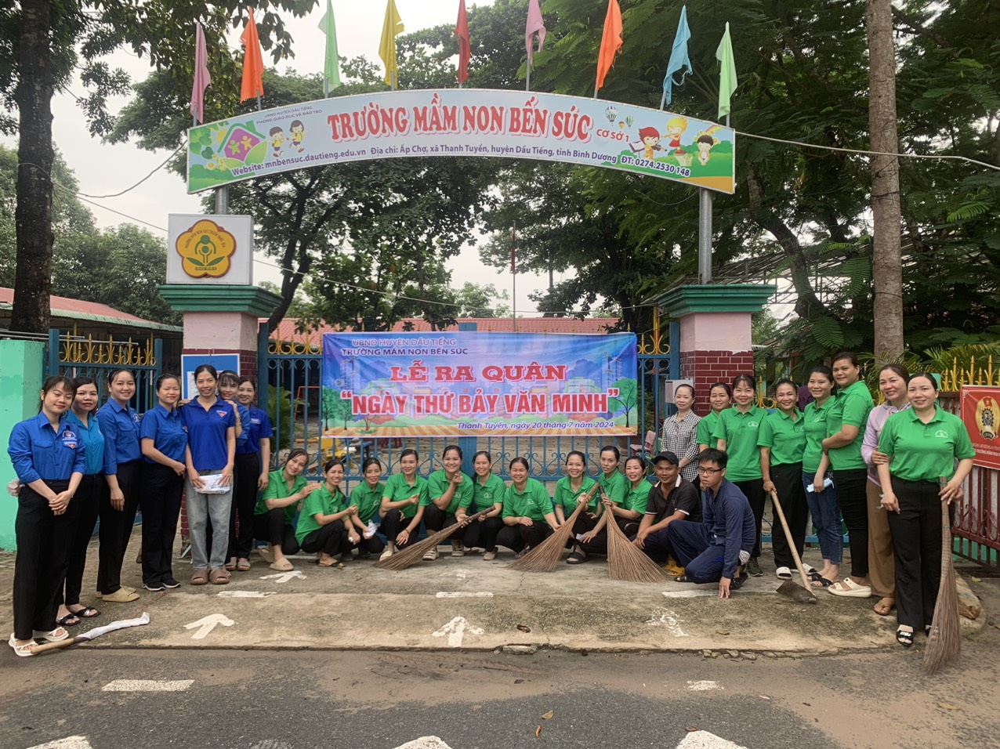 UBND HUYỆN DẦU TIẾNG
PHÒNG GIÁO DỤC VÀ ĐÀO TẠO
TRƯỜNG MẦM NON BẾN SÚC
CƠ SỞ 1
Website: mnbensuc.dautieng.edu.vn Địa chỉ: Ấp Chợ, xã Thanh Tuyền, huyện Dầu Tiếng, tỉnh Bình Dương ĐT: 0274.2530 148
UBND HUYỆN DẦU TIẾNG
TRƯỜNG MẦM NON BẾN SÚC
LỄ RA QUÂN
"NGÀY THỨ BẢY VĂN MINH"
Thanh Tuyền, ngày 20 tháng 7 năm 2024